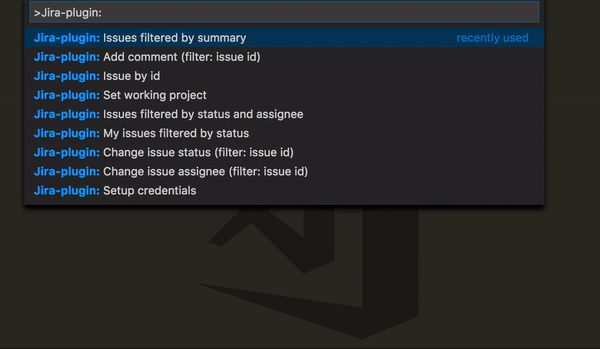 >Jira-plugin:
Jira-plugin: Issues filtered by summary recently used
Jira-plugin: Add comment (filter: issue id)
Jira-plugin: Issue by id
Jira-plugin: Set working project
Jira-plugin: Issues filtered by status and assignee
Jira-plugin: My issues filtered by status
Jira-plugin: Change issue status (filter: issue id)
Jira-plugin: Change issue assignee (filter: issue id)
Jira-plugin: Setup credentials